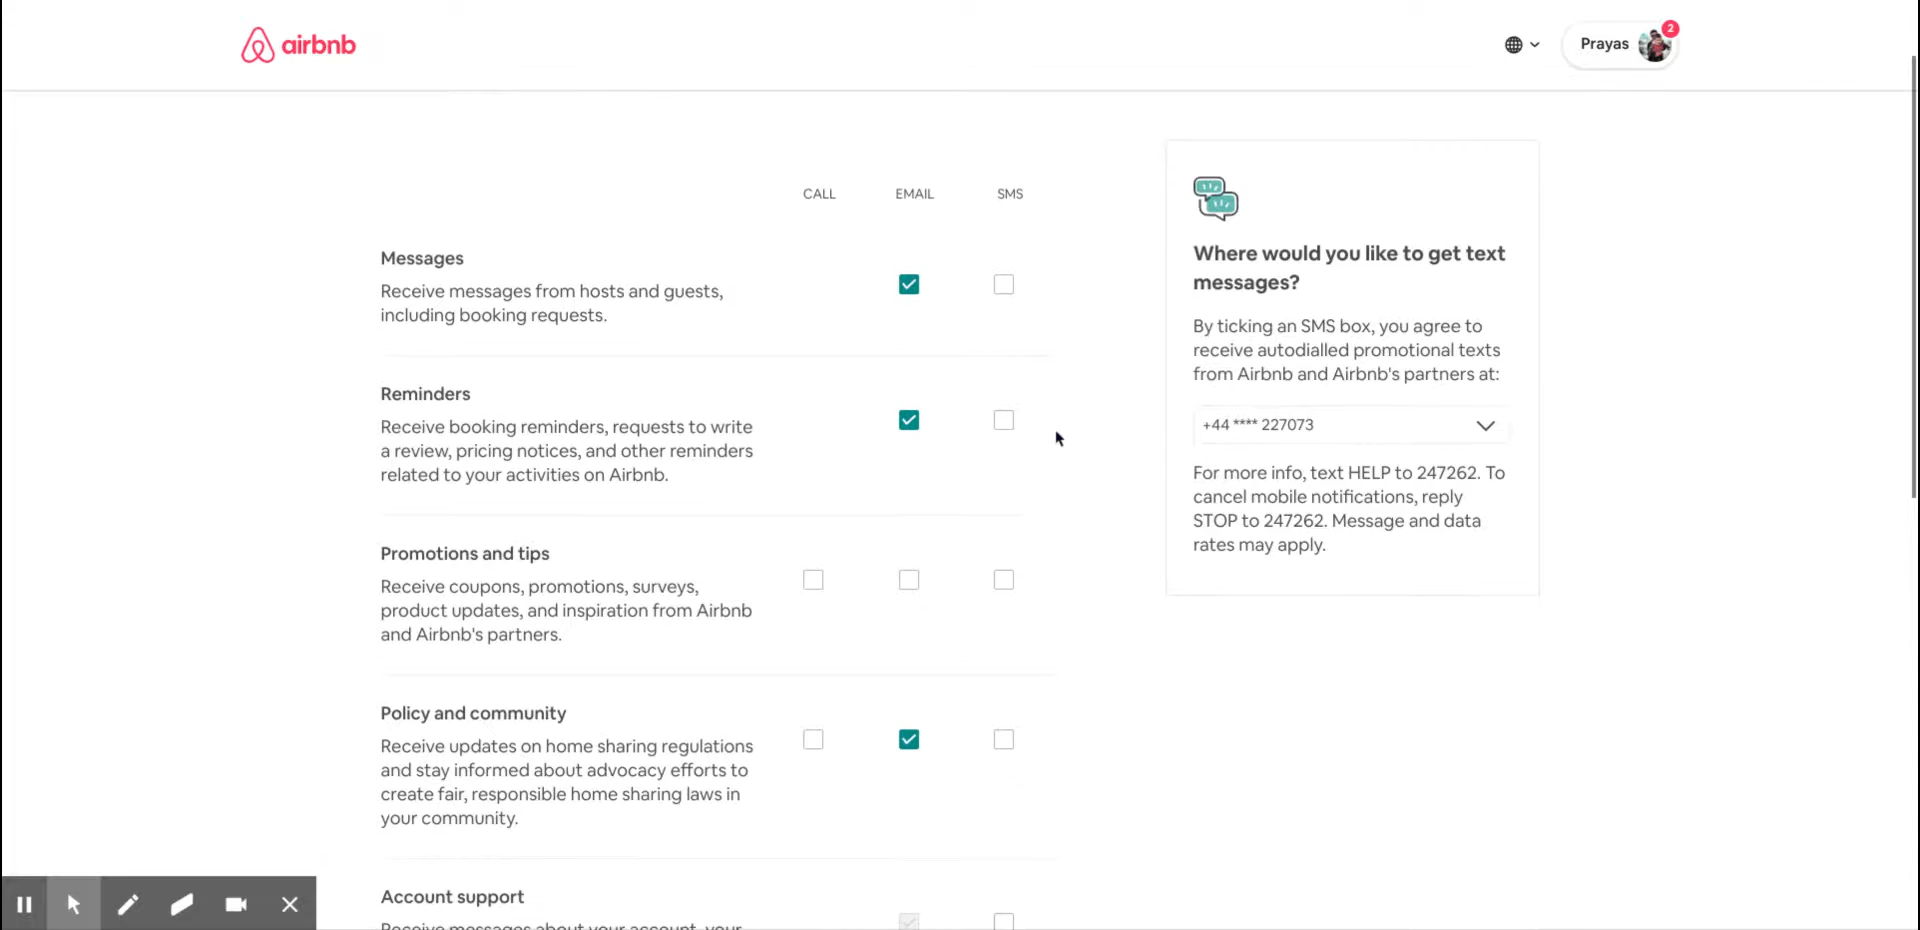 airbnb
Prayas
2
CALL EMAIL SMS
Messages
Receive messages from hosts and guests,
including booking requests.
Reminders
Receive booking reminders, requests to write
a review, pricing notices, and other reminders
related to your activities on Airbnb.
Promotions and tips
Receive coupons, promotions, surveys,
product updates, and inspiration from Airbnb
and Airbnb's partners.
Policy and community
Receive updates on home sharing regulations
and stay informed about advocacy efforts to
create fair, responsible home sharing laws in
your community.
Account support
Receive messages about your account, your
Where would you like to get text
messages?
By ticking an SMS box, you agree to
receive autodialled promotional texts
from Airbnb and Airbnb's partners at:
+44 **** 227073
For more info, text HELP to 247262. To
cancel mobile notifications, reply
STOP to 247262. Message and data
rates may apply.